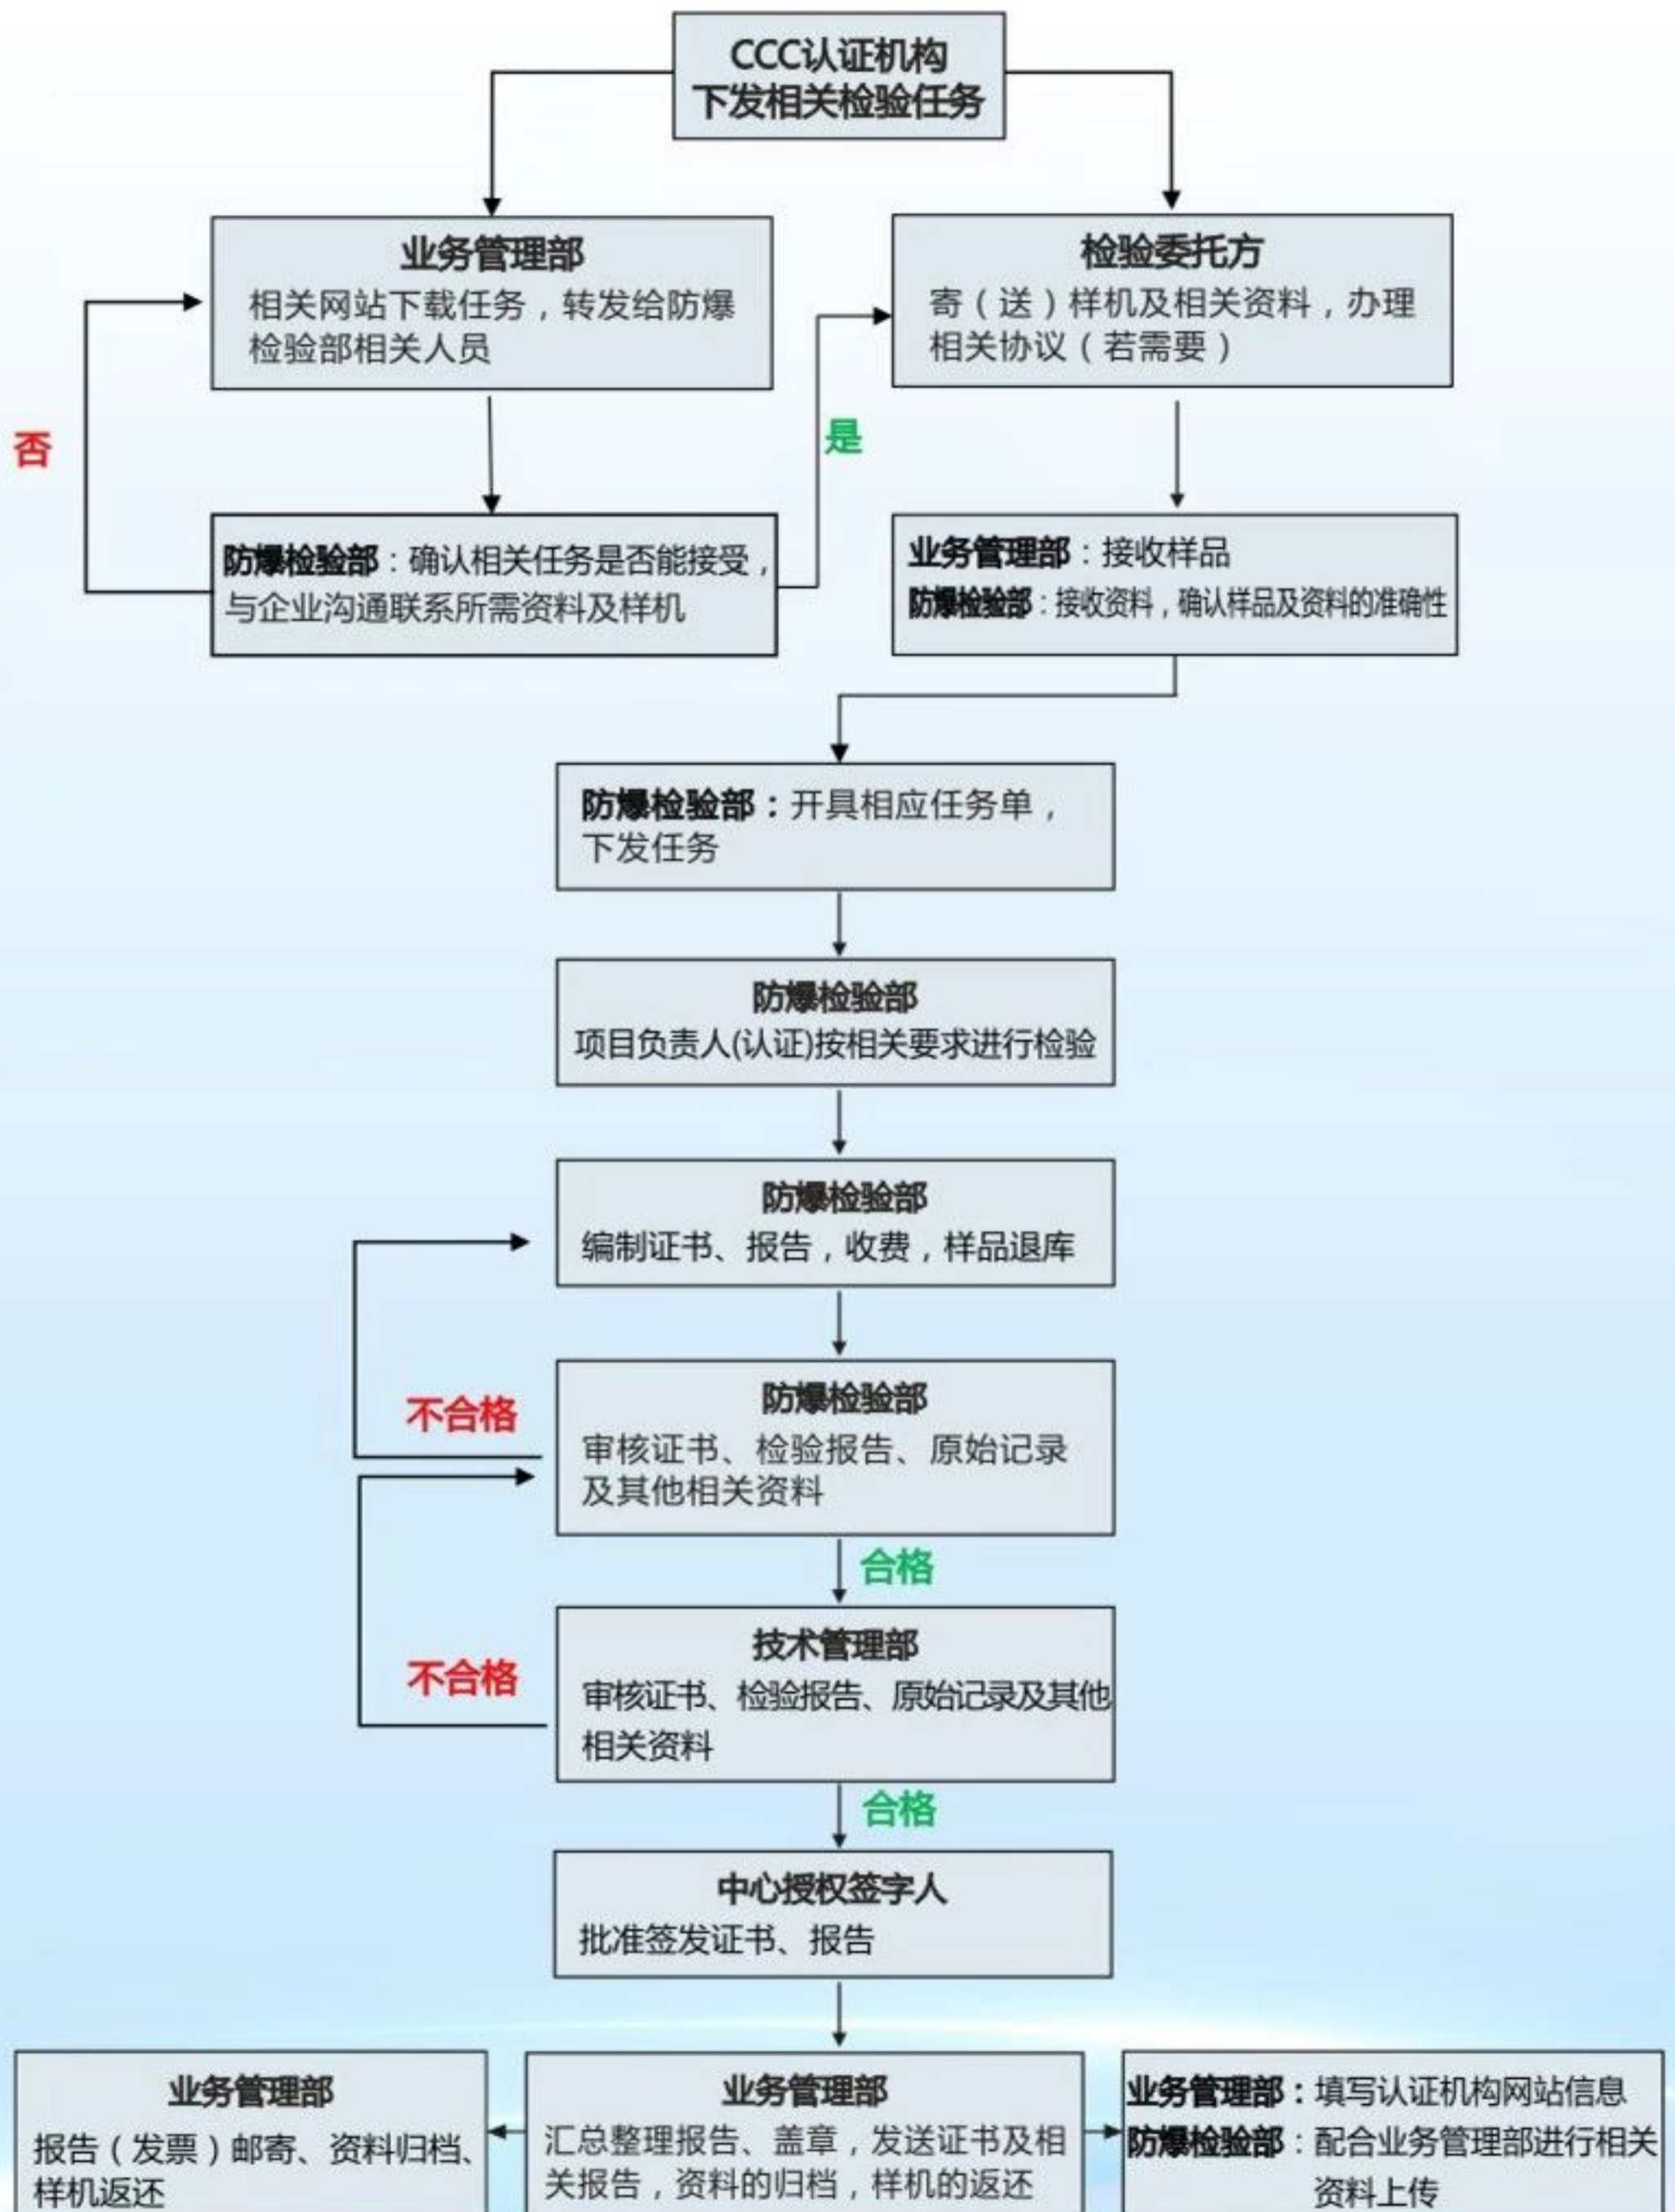 CCC认证机构
下发相关检验任务
业务管理部
相关网站下载任务，转发给防爆
检验部相关人员
检验委托方
寄（送）样机及相关资料，办理
相关协议（若需要）
否
是
防爆检验部：确认相关任务是否能接受，
与企业沟通联系所需资料及样机
业务管理部：接收样品
防爆检验部：接收资料，确认样品及资料的准确性
防爆检验部：开具相应任务单，
下发任务
防爆检验部
项目负责人(认证)按相关要求进行检验
防爆检验部
编制证书、报告，收费，样品退库
不合格
防爆检验部
审核证书、检验报告、原始记录
及其他相关资料
合格
不合格
技术管理部
审核证书、检验报告、原始记录及其他
相关资料
合格
中心授权签字人
批准签发证书、报告
业务管理部
报告（发票）邮寄、资料归档、
样机返还
业务管理部
汇总整理报告、盖章，发送证书及相
关报告，资料的归档，样机的返还
业务管理部：填写认证机构网站信息
防爆检验部：配合业务管理部进行相关
资料上传